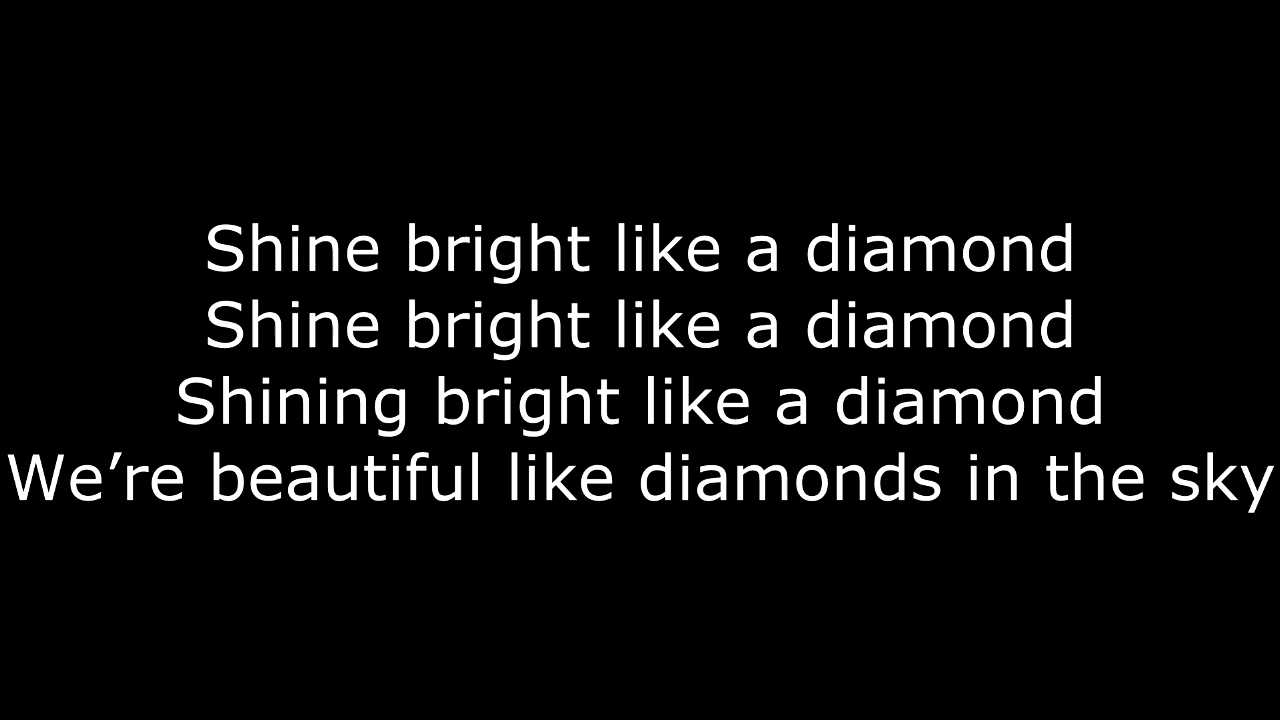 Shine bright like a diamond
Shine bright like a diamond
Shining bright like a diamond
We’re beautiful like diamonds in the sky